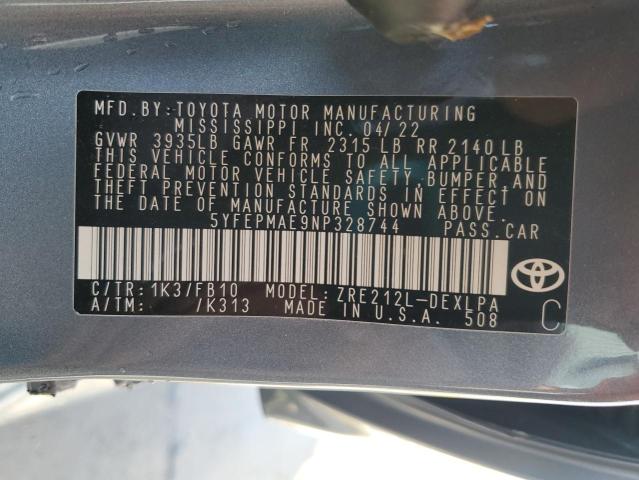 MFD. BY: TOYOTA MOTOR MANUFACTURING
MISSISSIPPI INC. 04/22
GVWR 3935LB GAWR FR 2315 LB RR 2140 LB
THIS VEHICLE CONFORMS TO ALL APPLICABLE
FEDERAL MOTOR VEHICLE SAFETY, BUMPER, AND
THEFT PREVENTION STANDARDS IN EFFECT ON
THE DATE OF MANUFACTURE SHOWN ABOVE.
5YFEPMAE9NP328744 PASS.CAR
C/TR: 1K3/FB10 MODEL: ZRE212L-DEXLPA
A/TM: /K313 MADE IN U.S.A. 508
C